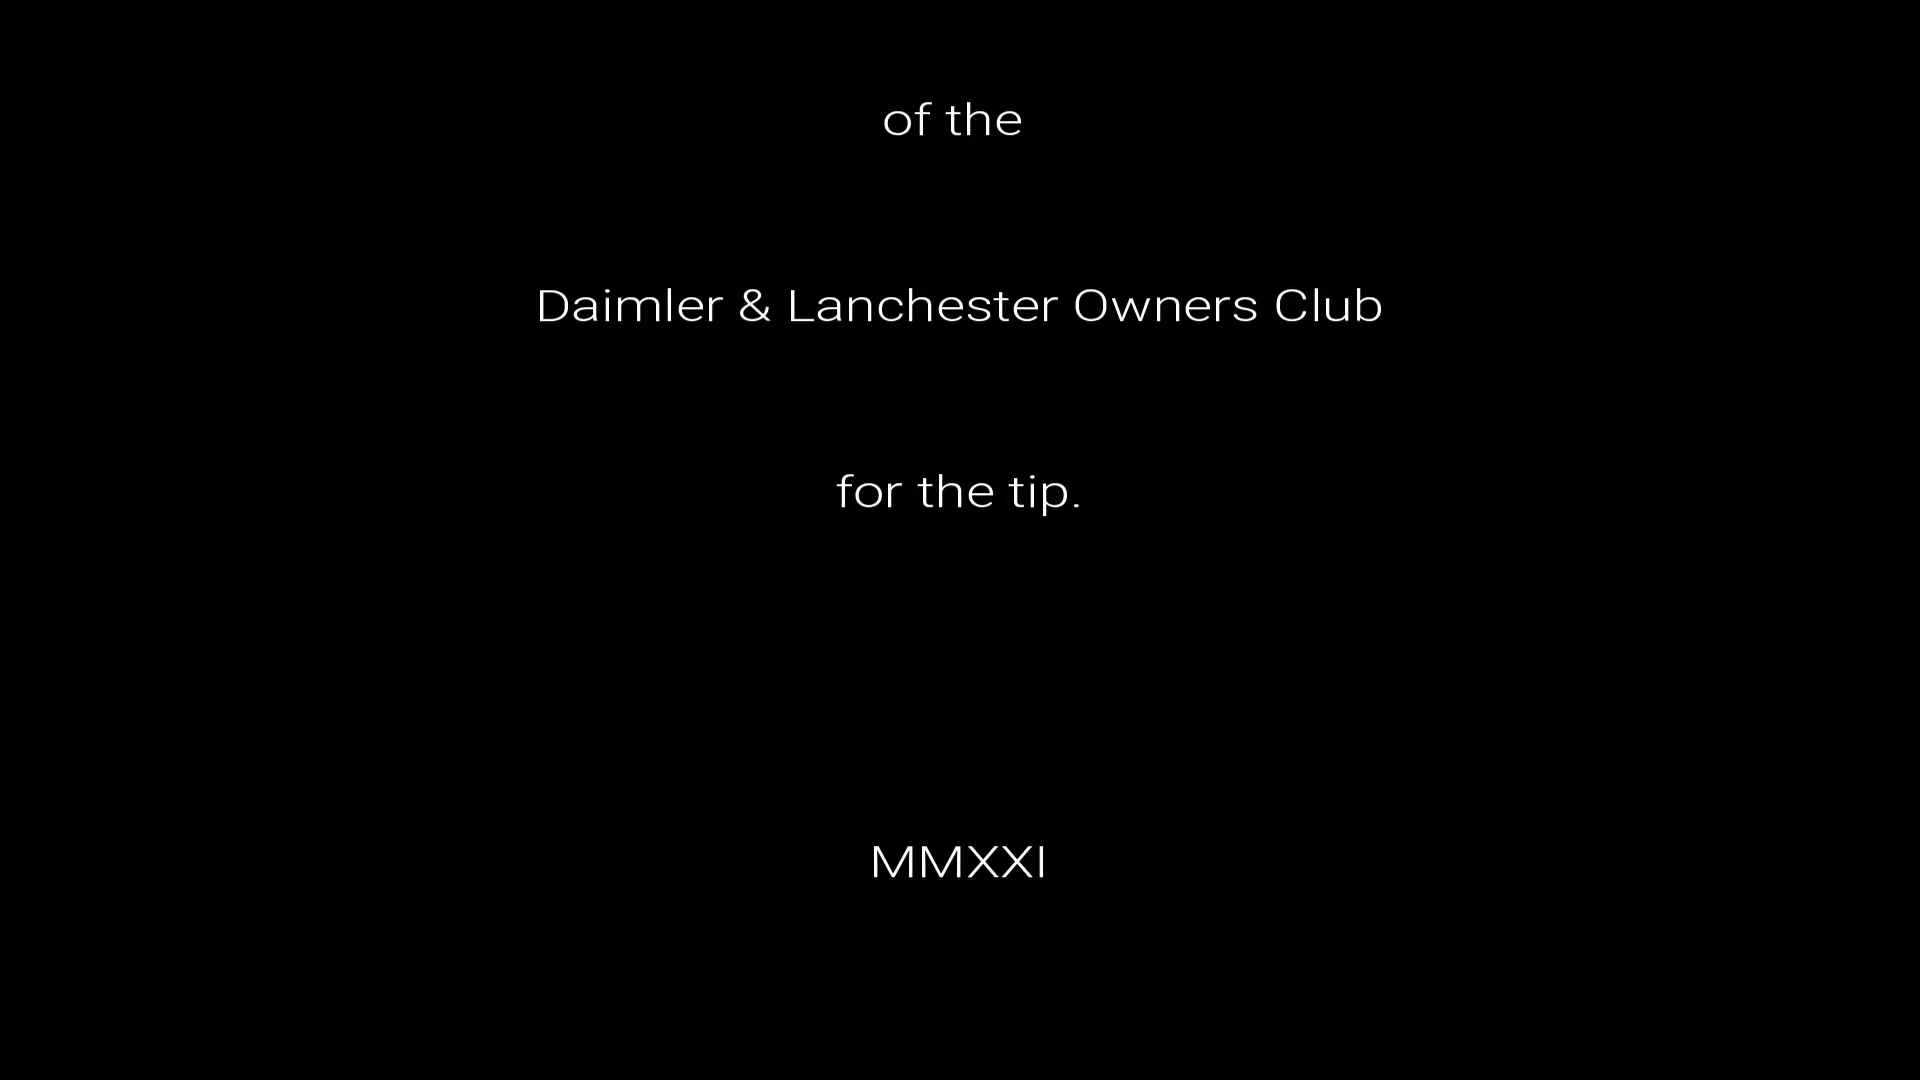 of the
Daimler & Lanchester Owners Club
for the tip.
MMXXI